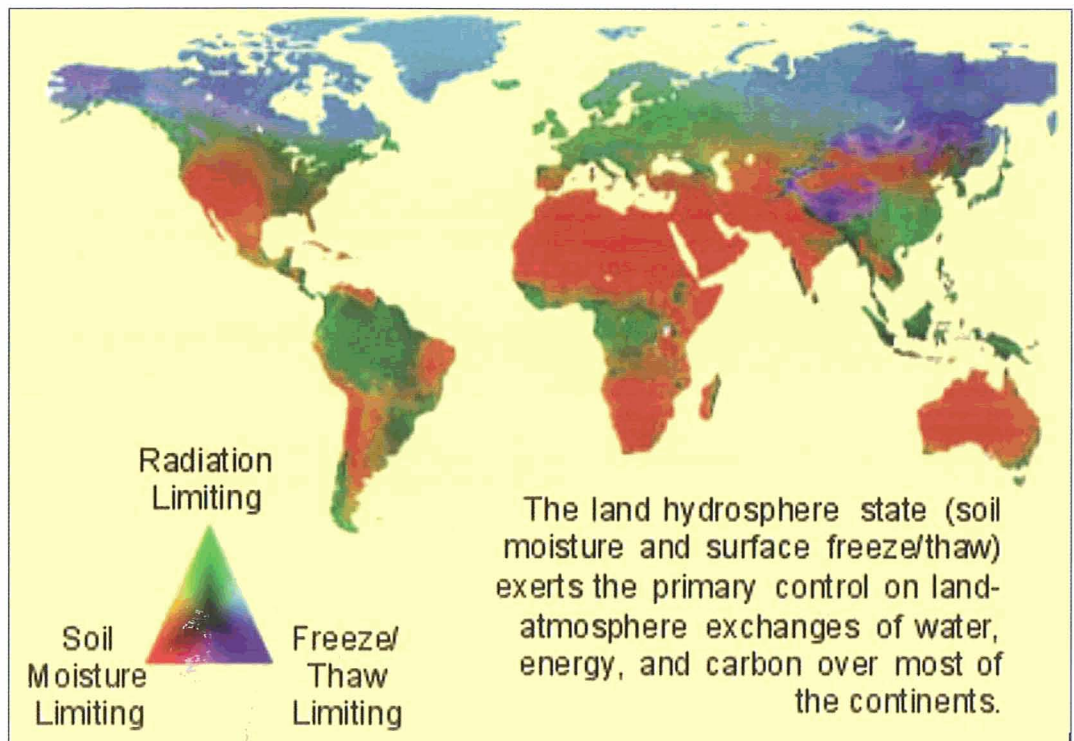 Radiation
Limiting
Soil
Moisture
Limiting
Freeze/
Thaw
Limiting
The land hydrosphere state (soil
moisture and surface freeze/thaw)
exerts the primary control on land-
atmosphere exchanges of water,
energy, and carbon over most of
the continents.